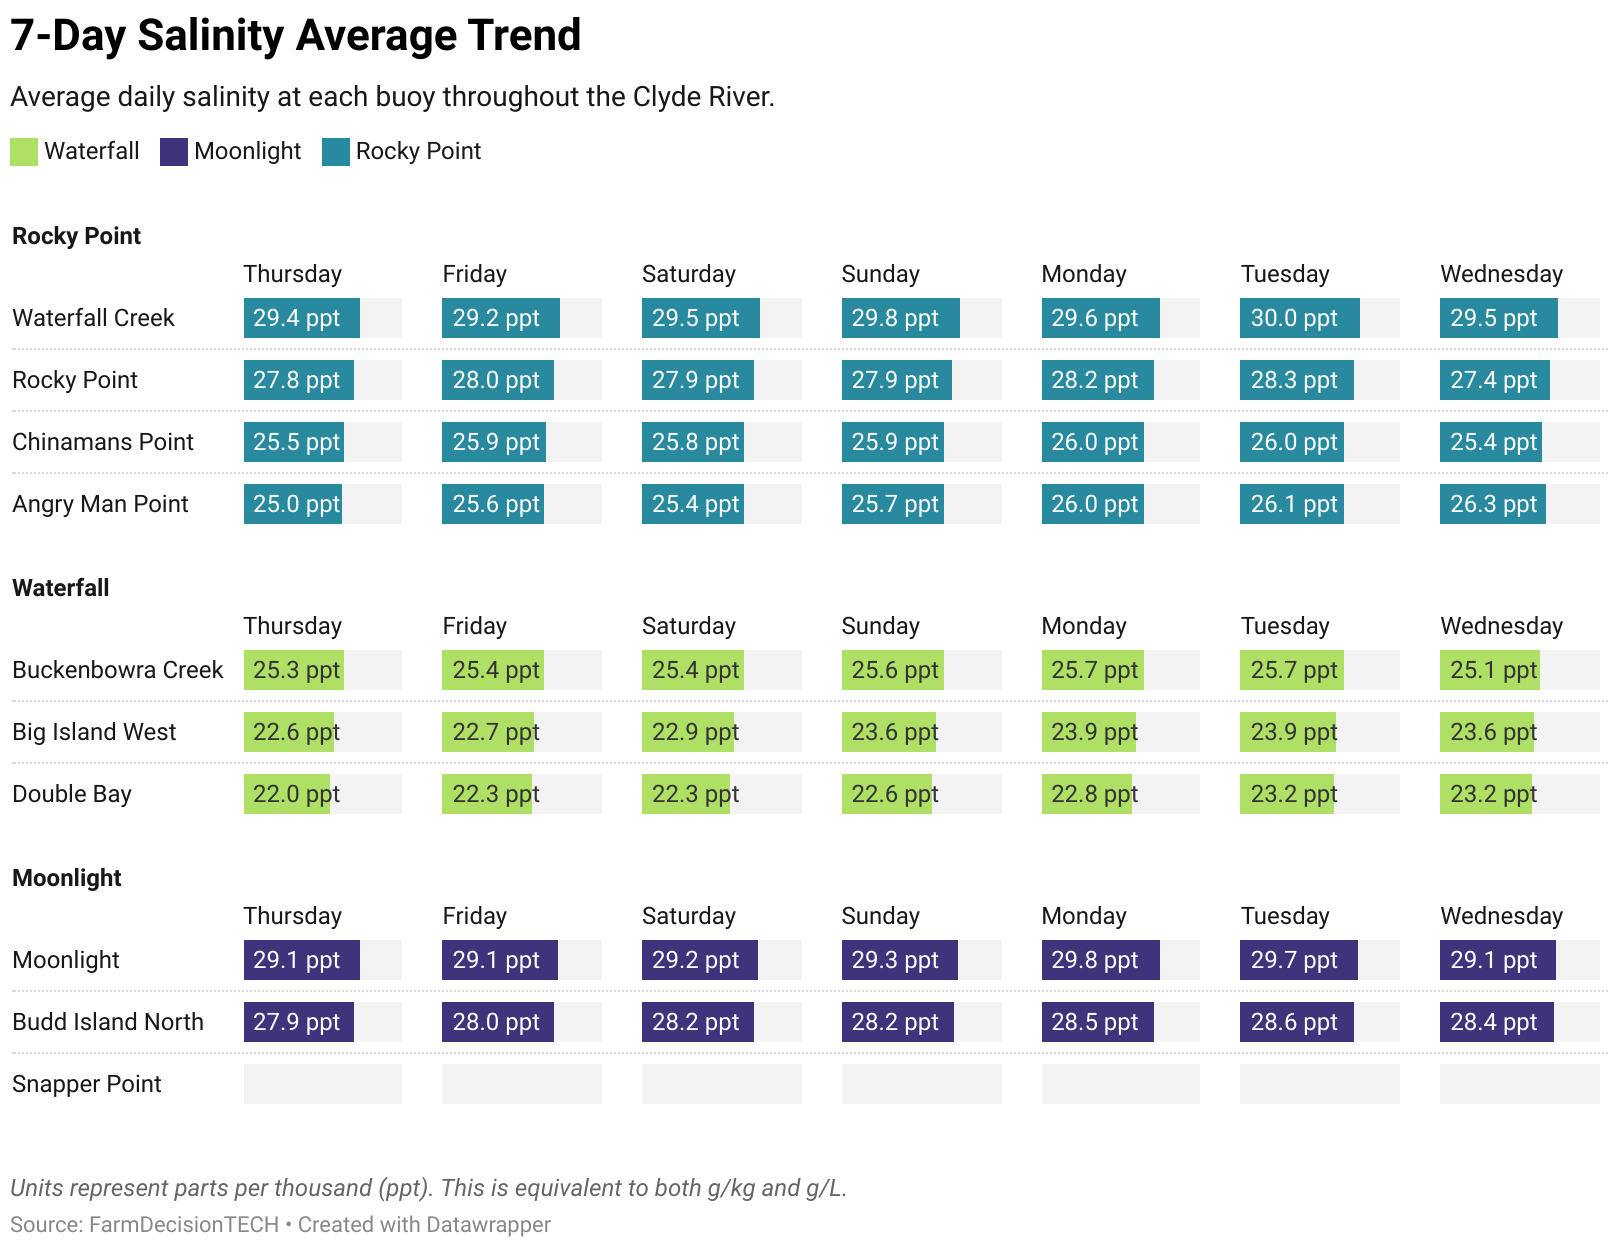 7-Day Salinity Average Trend
Average daily salinity at each buoy throughout the Clyde River.
Waterfall Moonlight Rocky Point
Rocky Point
Thursday Friday Saturday Sunday Monday Tuesday Wednesday
Waterfall Creek 29.4 ppt 29.2 ppt 29.5 ppt 29.8 ppt 29.6 ppt 30.0 ppt 29.5 ppt
Rocky Point 27.8 ppt 28.0 ppt 27.9 ppt 27.9 ppt 28.2 ppt 28.3 ppt 27.4 ppt
Chinamans Point 25.5 ppt 25.9 ppt 25.8 ppt 25.9 ppt 26.0 ppt 26.0 ppt 25.4 ppt
Angry Man Point 25.0 ppt 25.6 ppt 25.4 ppt 25.7 ppt 26.0 ppt 26.1 ppt 26.3 ppt
Waterfall
Thursday Friday Saturday Sunday Monday Tuesday Wednesday
Buckenbowra Creek 25.3 ppt 25.4 ppt 25.4 ppt 25.6 ppt 25.7 ppt 25.7 ppt 25.1 ppt
Big Island West 22.6 ppt 22.7 ppt 22.9 ppt 23.6 ppt 23.9 ppt 23.9 ppt 23.6 ppt
Double Bay 22.0 ppt 22.3 ppt 22.3 ppt 22.6 ppt 22.8 ppt 23.2 ppt 23.2 ppt
Moonlight
Thursday Friday Saturday Sunday Monday Tuesday Wednesday
Moonlight 29.1 ppt 29.1 ppt 29.2 ppt 29.3 ppt 29.8 ppt 29.7 ppt 29.1 ppt
Budd Island North 27.9 ppt 28.0 ppt 28.2 ppt 28.2 ppt 28.5 ppt 28.6 ppt 28.4 ppt
Snapper Point
Units represent parts per thousand (ppt). This is equivalent to both g/kg and g/L.
Source: FarmDecisionTECH • Created with Datawrapper